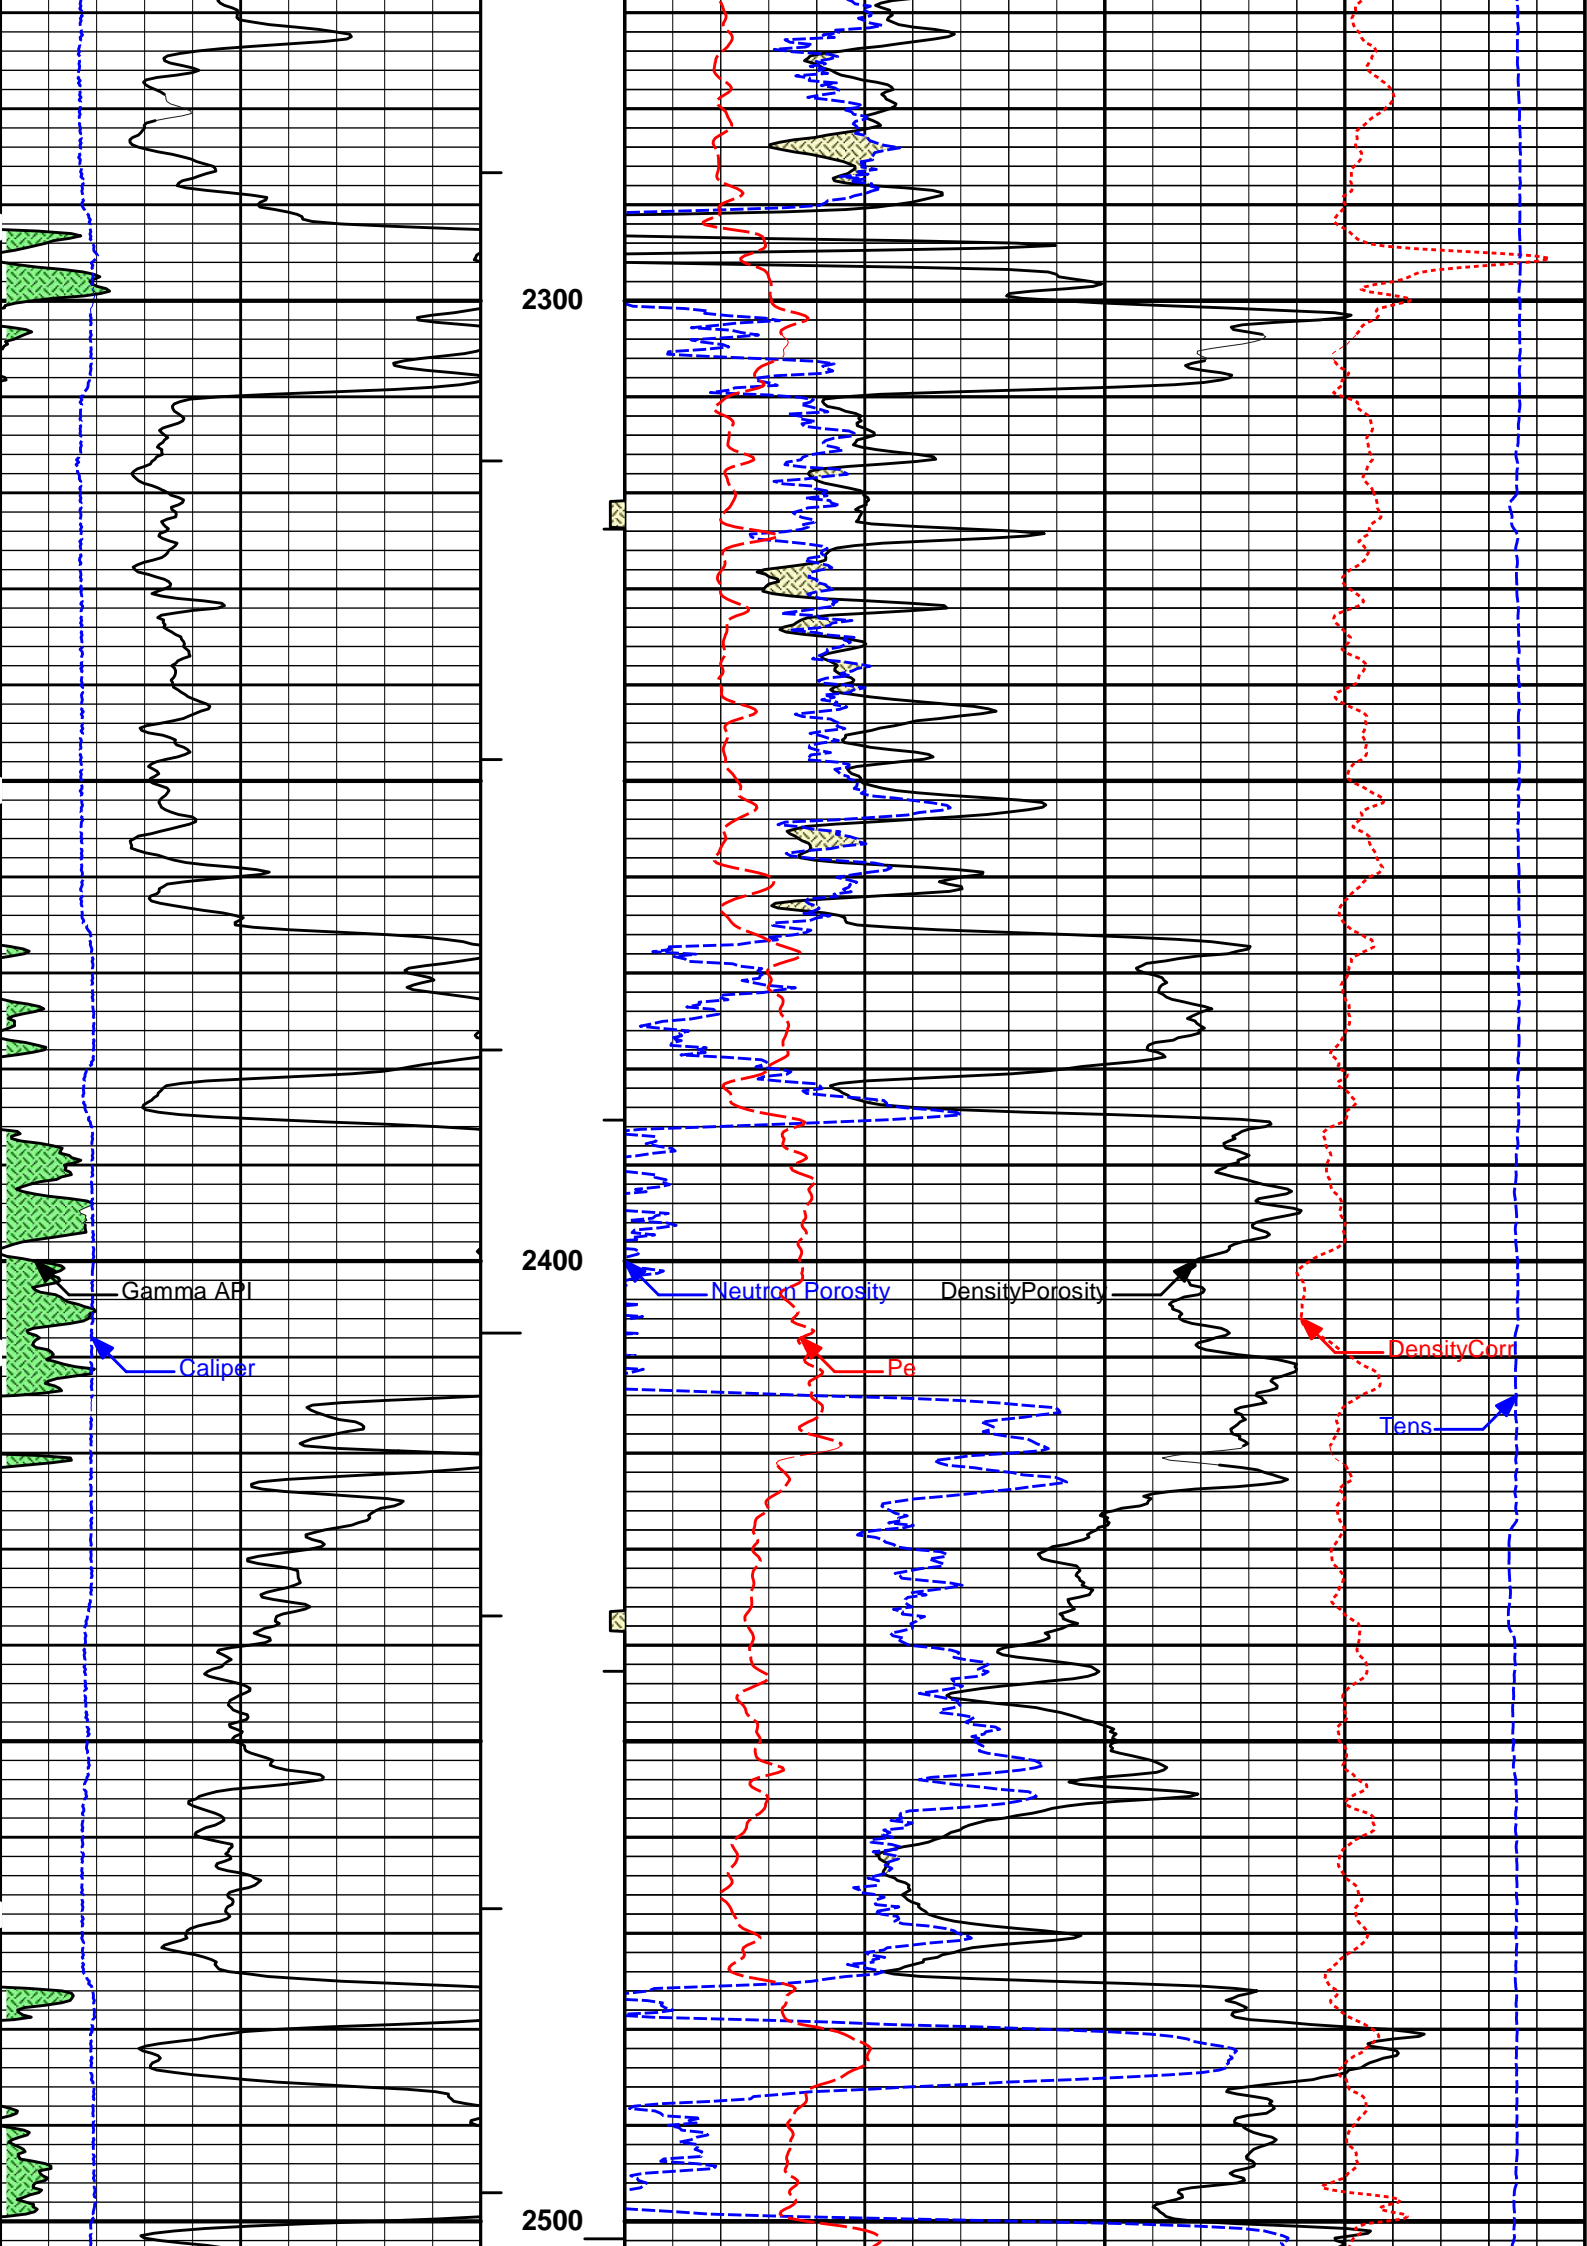 2300
2400
Gamma API
Neutron Porosity
DensityPorosity
DensityCorr
Caliper
Pe
Tens
2500